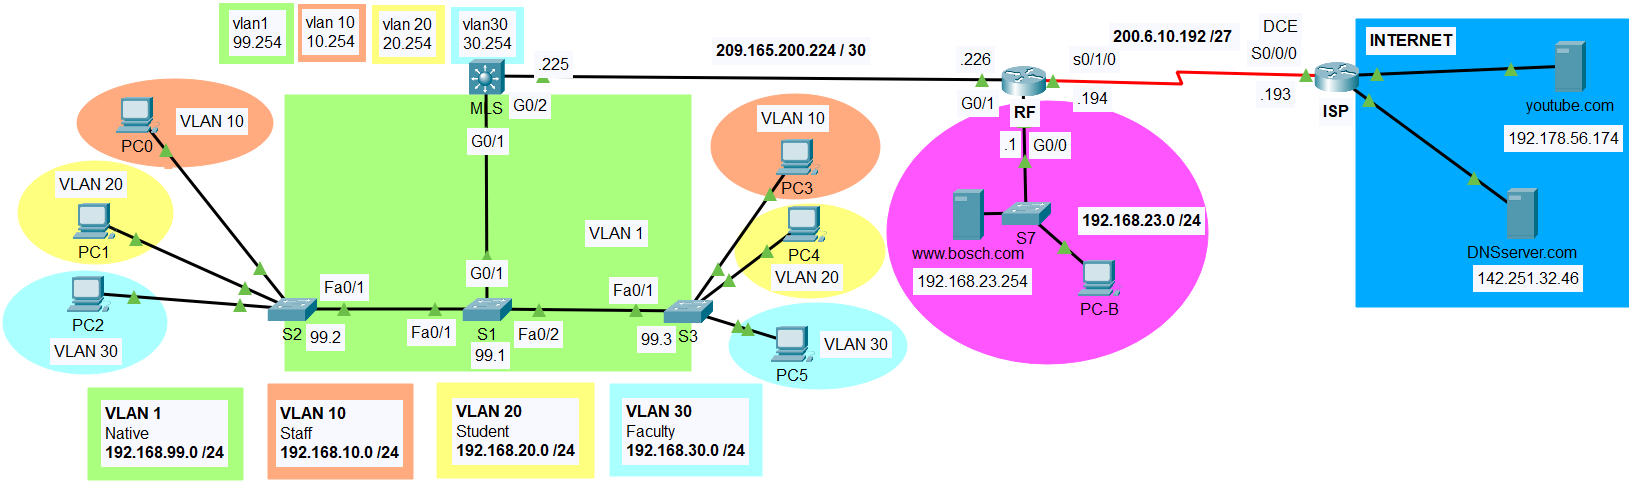 vlan1
99.254
vlan 10
10.254
vlan 20
20.254
vlan30
30.254
209.165.200.224 / 30
.225
.226
MLS
G0/2
G0/1
G0/1
RF
s0/1/0
.194
200.6.10.192 /27
DCE
S0/0/0
.193
ISP
INTERNET
youtube.com
192.178.56.174
DNSserver.com
142.251.32.46
VLAN 10
PC0
VLAN 20
PC1
PC2
VLAN 30
Fa0/1
S2
99.2
Fa0/1
G0/1
S1
99.1
Fa0/2
VLAN 1
Fa0/1
99.3
S3
VLAN 10
PC3
PC4
VLAN 20
VLAN 30
PC5
.1
G0/0
S7
192.168.23.0 /24
www.bosch.com
192.168.23.254
PC-B
VLAN 1
Native
192.168.99.0 /24
VLAN 10
Staff
192.168.10.0 /24
VLAN 20
Student
192.168.20.0 /24
VLAN 30
Faculty
192.168.30.0 /24